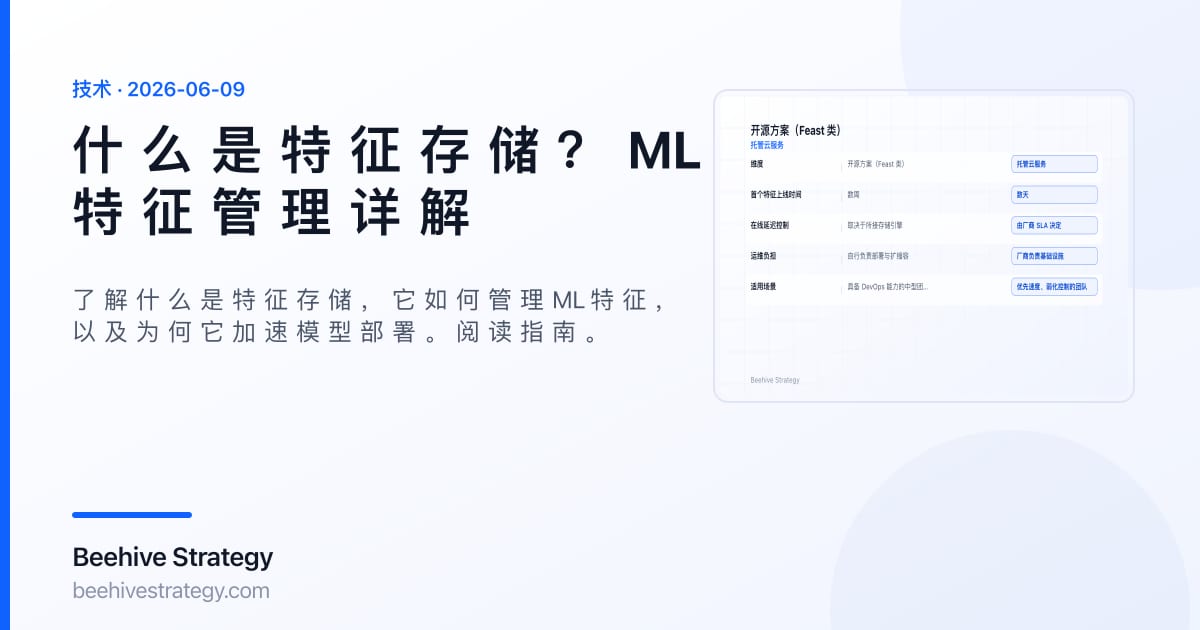 技术 · 2026-06-09
什么是特征存储？ ML
特征管理详解
了解什么是特征存储，它如何管理ML特征，
以及为何它加速模型部署。阅读指南。
开源方案（Feast 类）
托管云服务
维度 开源方案（Feast 类） 托管云服务
首个特征上线时间 数周 数天
在线延迟控制 取决于所接存储引擎 由厂商 SLA 决定
运维负担 自行负责部署与扩缩容 厂商负责基础设施
适用场景 具备 DevOps 能力的中型团... 优先速度、弱化控制的团队
Beehive Strategy
Beehive Strategy
beehivestrategy.com